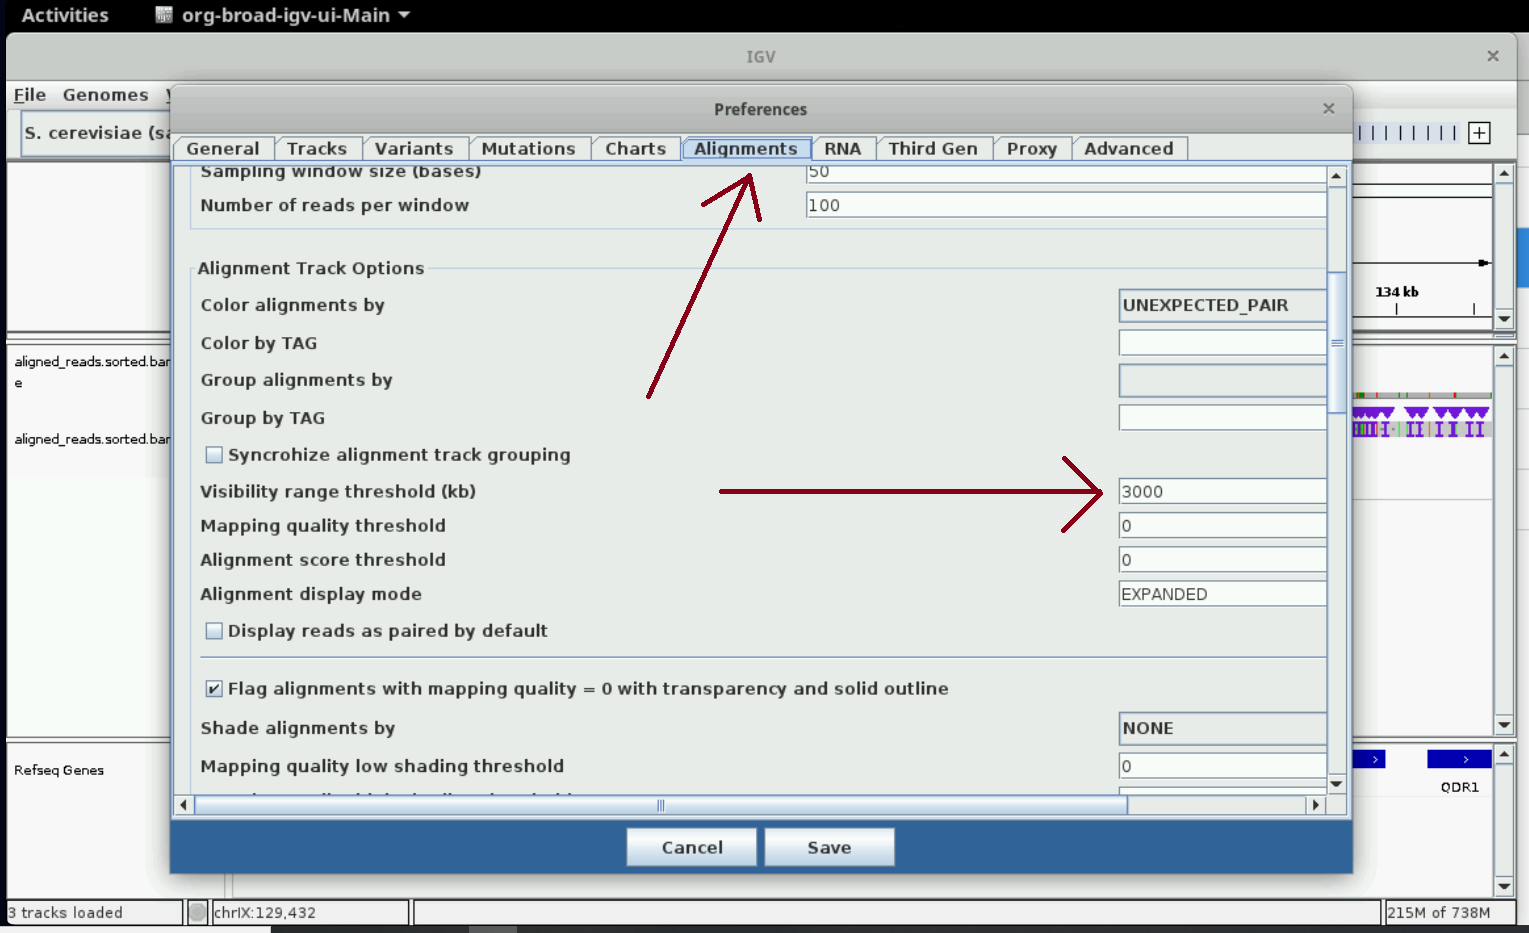 Activities org-broad-igv-ui-Main
IGV
File Genomes
Preferences
S. cerevisiae (sa
General Tracks Variants Mutations Charts Alignments RNA Third Gen Proxy Advanced
Sampling window size (bases) 50
Number of reads per window 100
Alignment Track Options
134 kb
Color alignments by UNEXPECTED_PAIR
Color by TAG
aligned_reads.sorted.bar
e
Group alignments by
Group by TAG
aligned_reads.sorted.bar
Syncrohize alignment track grouping
Visibility range threshold (kb) 3000
Mapping quality threshold 0
Alignment score threshold 0
Alignment display mode EXPANDED
Display reads as paired by default
Flag alignments with mapping quality = 0 with transparency and solid outline
Shade alignments by NONE
Mapping quality low shading threshold 0
Refseq Genes
QDR1
Cancel Save
3 tracks loaded chrIX:129,432 215M of 738M